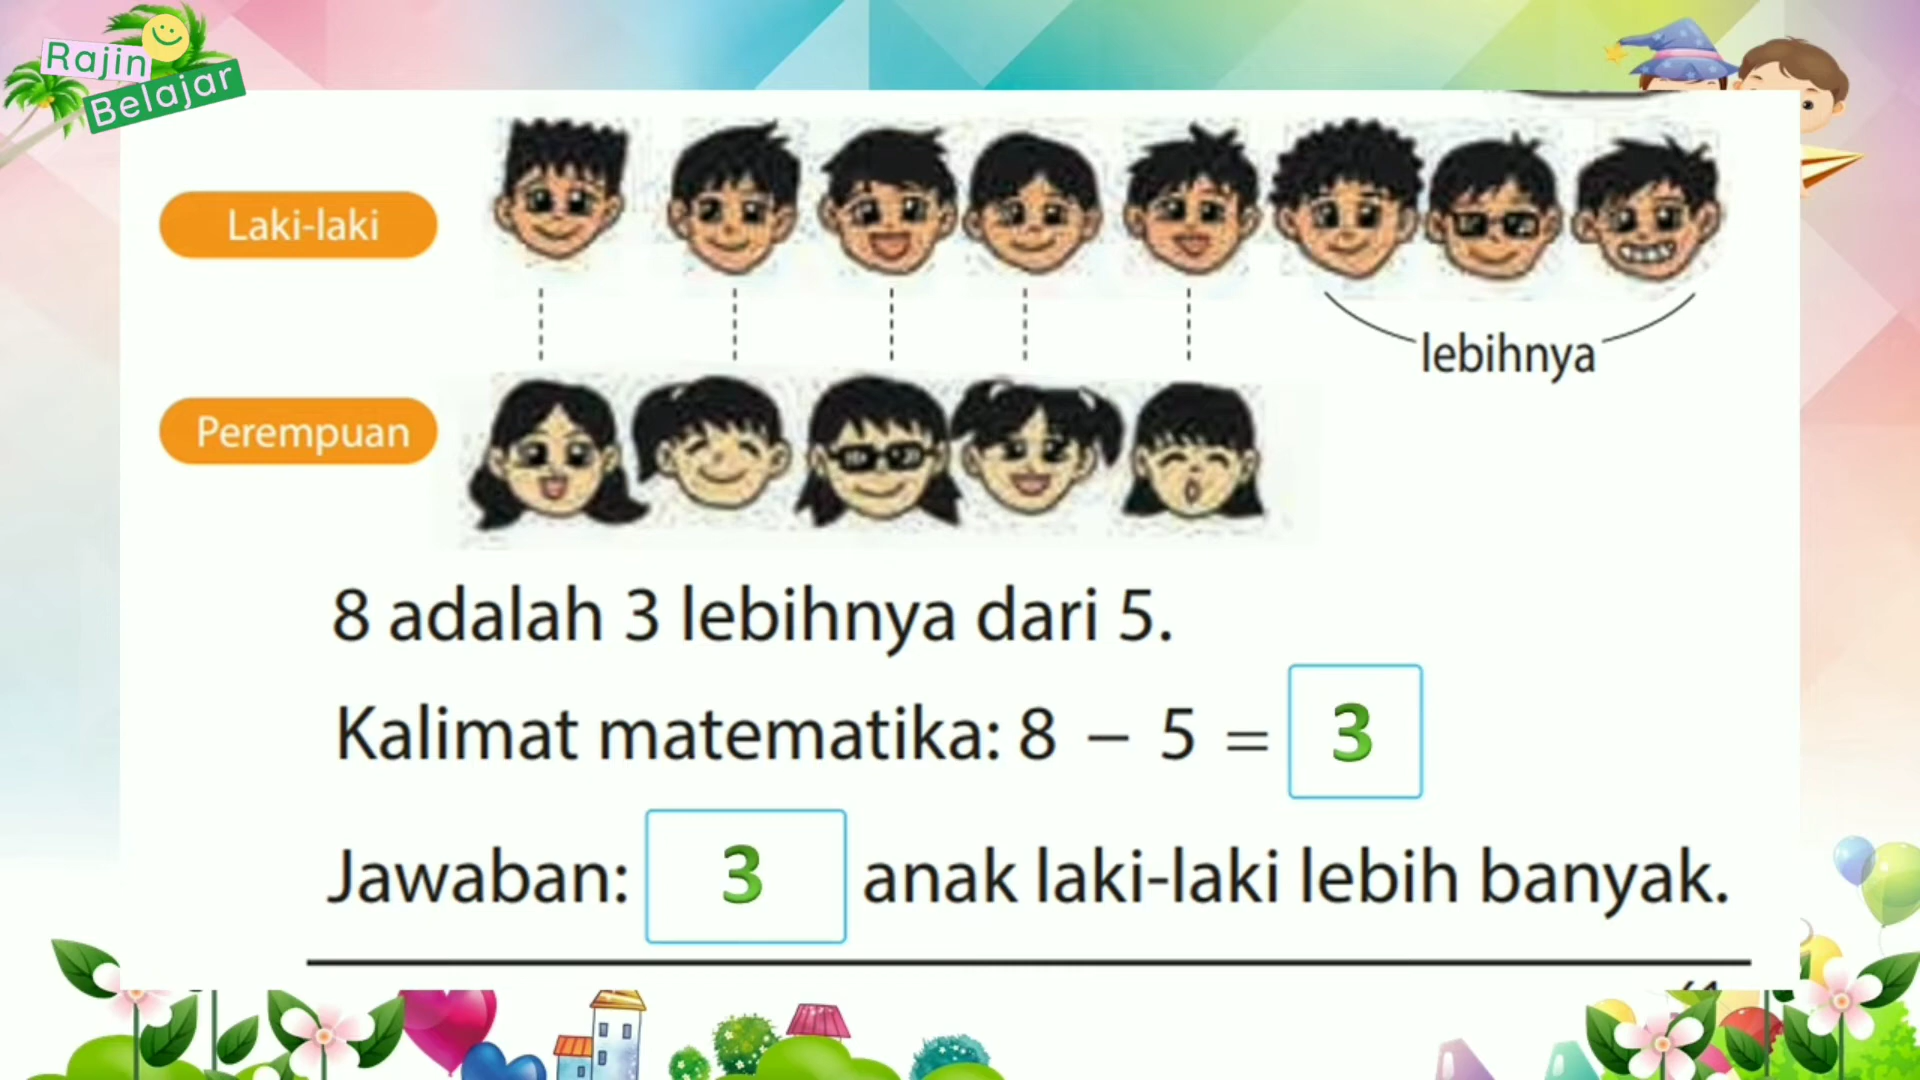 Rajin
Belajar
Laki-laki
lebihnya
Perempuan
8 adalah 3 lebihnya dari 5.
Kalimat matematika: 8 − 5 = 3
Jawaban: 3 anak laki-laki lebih banyak.